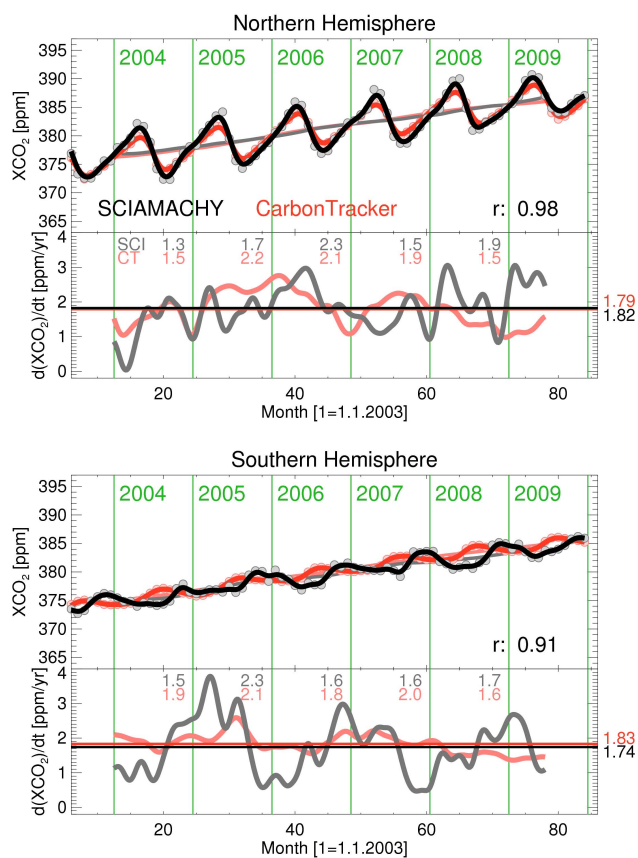 Northern Hemisphere
2004 2005 2006 2007 2008 2009
395
390
385
380
375
370
365
XCO₂ [ppm]
SCIAMACHY CarbonTracker r: 0.98
SCI 1.3 1.7 2.3 1.5 1.9
CT 1.5 2.2 2.1 1.9 1.5
4
3
2
1
0
d(XCO₂)/dt [ppm/yr]
1.79
1.82
20 40 60 80
Month [1=1.1.2003]
Southern Hemisphere
2004 2005 2006 2007 2008 2009
395
390
385
380
375
370
365
XCO₂ [ppm]
r: 0.91
1.5 2.3 1.6 1.6 1.7
1.9 2.1 1.8 2.0 1.6
4
3
2
1
0
d(XCO₂)/dt [ppm/yr]
1.83
1.74
20 40 60 80
Month [1=1.1.2003]